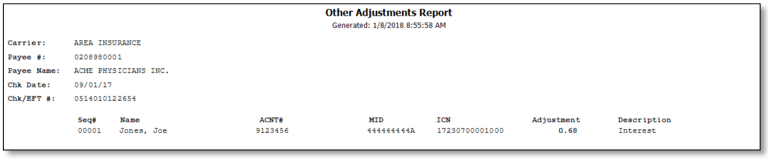 Other Adjustments Report
Generated: 1/8/2018 8:55:58 AM
Carrier: AREA INSURANCE
Payee #: 0208980001
Payee Name: ACME PHYSICIANS INC.
Chk Date: 09/01/17
Chk/EFT #: 0514010122654
Seq# Name ACNT# MID ICN Adjustment Description
00001 Jones, Joe 9123456 444444444A 17230700001000 0.68 Interest